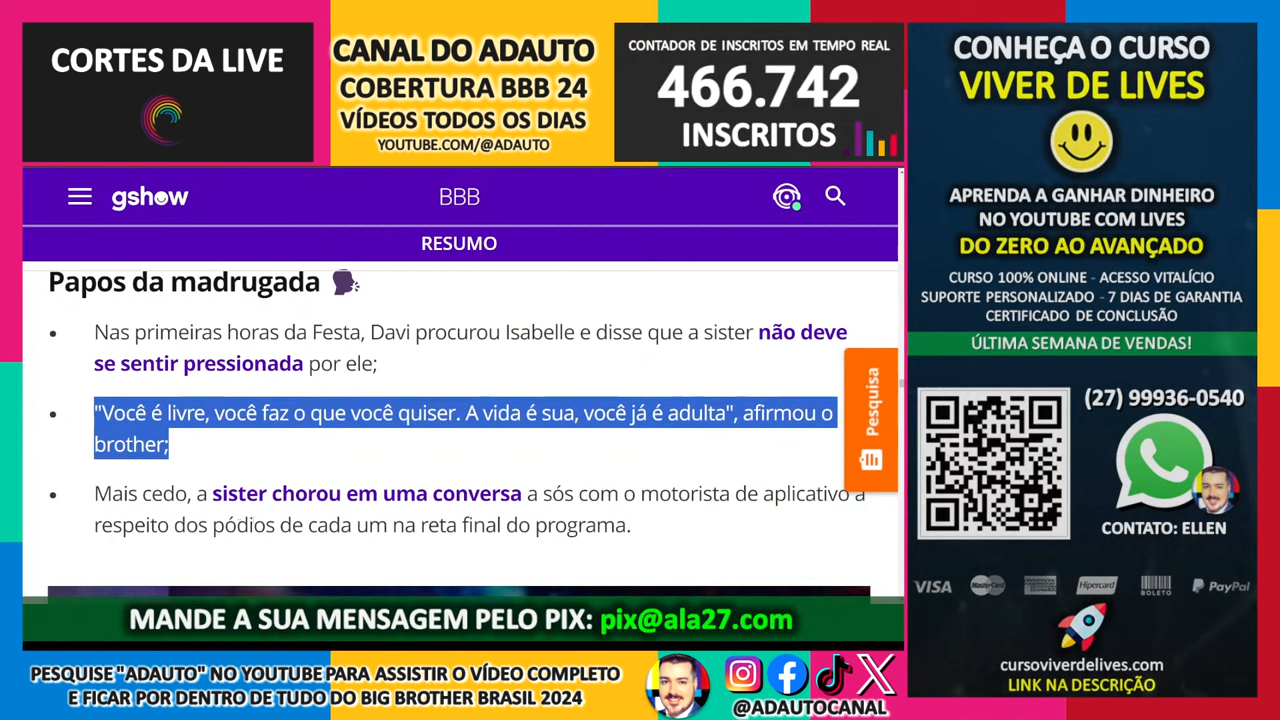 CORTES DA LIVE
CANAL DO ADAUTO
COBERTURA BBB 24
VÍDEOS TODOS OS DIAS
YOUTUBE.COM/@ADAUTO
CONTADOR DE INSCRITOS EM TEMPO REAL
466.742
INSCRITOS
CONHEÇA O CURSO
VIVER DE LIVES
APRENDA A GANHAR DINHEIRO
NO YOUTUBE COM LIVES
DO ZERO AO AVANÇADO
CURSO 100% ONLINE - ACESSO VITALÍCIO
SUPORTE PERSONALIZADO - 7 DIAS DE GARANTIA
CERTIFICADO DE CONCLUSÃO
ÚLTIMA SEMANA DE VENDAS!
(27) 99936-0540
CONTATO: ELLEN
VISA MasterCard Hipercard BOLETO PayPal
cursoviverdelives.com
LINK NA DESCRIÇÃO
gshow BBB
RESUMO
Papos da madrugada
• Nas primeiras horas da Festa, Davi procurou Isabelle e disse que a sister não deve
se sentir pressionada por ele;
• "Você é livre, você faz o que você quiser. A vida é sua, você já é adulta", afirmou o
brother;
• Mais cedo, a sister chorou em uma conversa a sós com o motorista de aplicativo a
respeito dos pódios de cada um na reta final do programa.
Pesquisa
MANDE A SUA MENSAGEM PELO PIX: pix@ala27.com
PESQUISE "ADAUTO" NO YOUTUBE PARA ASSISTIR O VÍDEO COMPLETO
E FICAR POR DENTRO DE TUDO DO BIG BROTHER BRASIL 2024
@ADAUTOCANAL